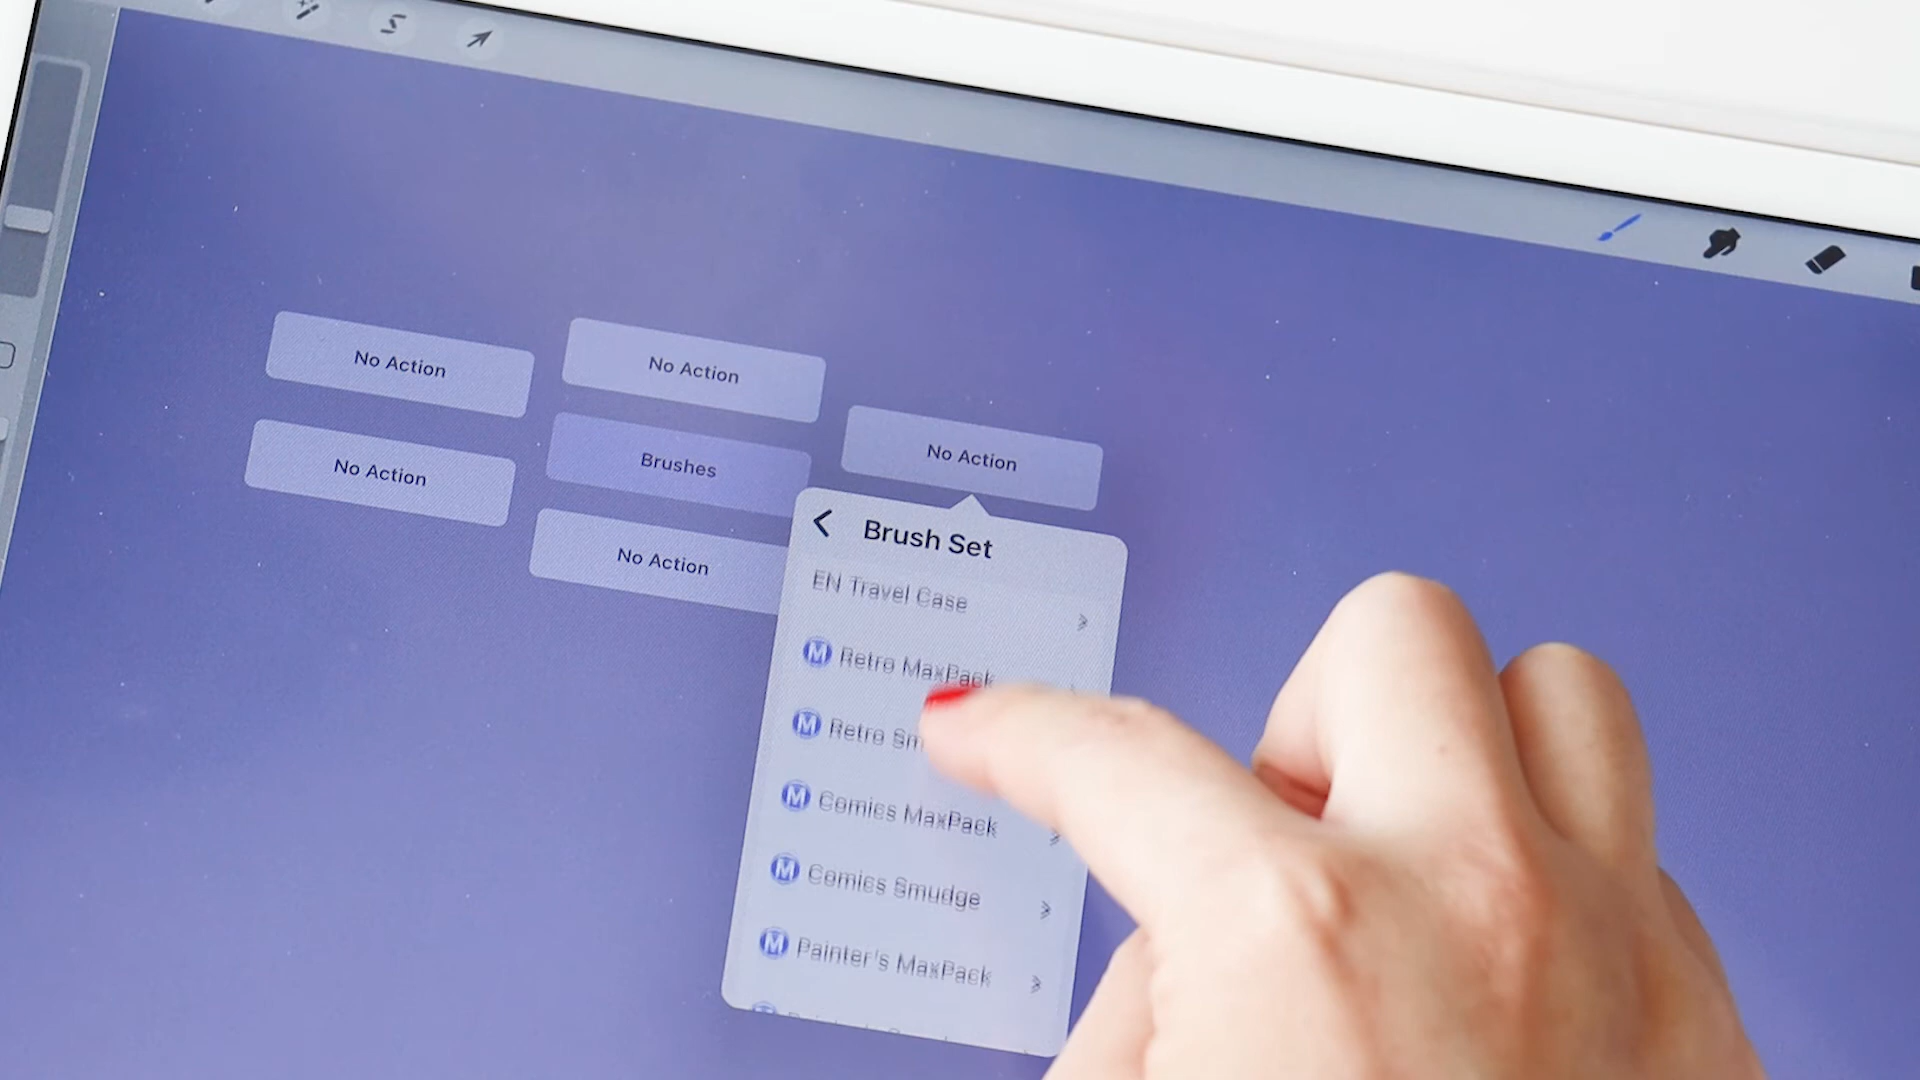 No Action
No Action
No Action
No Action
Brushes
No Action
Brush Set
EN Travel Case
M Retro MaxPack
M Retro
M Comics MaxPack
M Comics Smudge
M Painter's MaxPack